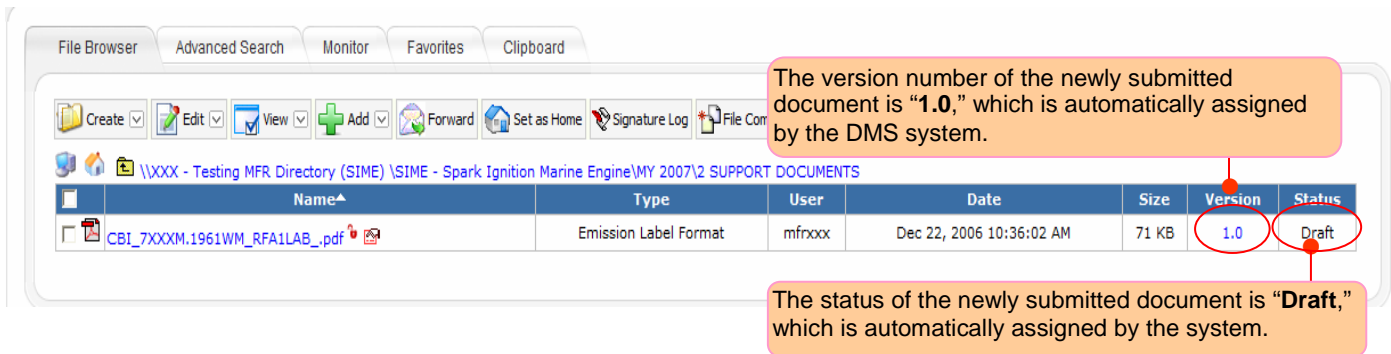 File Browser Advanced Search Monitor Favorites Clipboard
The version number of the newly submitted
document is “1.0,” which is automatically assigned
by the DMS system.
Create Edit View Add Forward Set as Home Signature Log File Com
\\XXX - Testing MFR Directory (SIME) \SIME - Spark Ignition Marine Engine\MY 2007\2 SUPPORT DOCUMENTS
Name Type User Date Size Version Status
CBI_7XXXM.1961WM_RFA1LAB_.pdf Emission Label Format mfrxxx Dec 22, 2006 10:36:02 AM 71 KB 1.0 Draft
The status of the newly submitted document is “Draft,”
which is automatically assigned by the system.